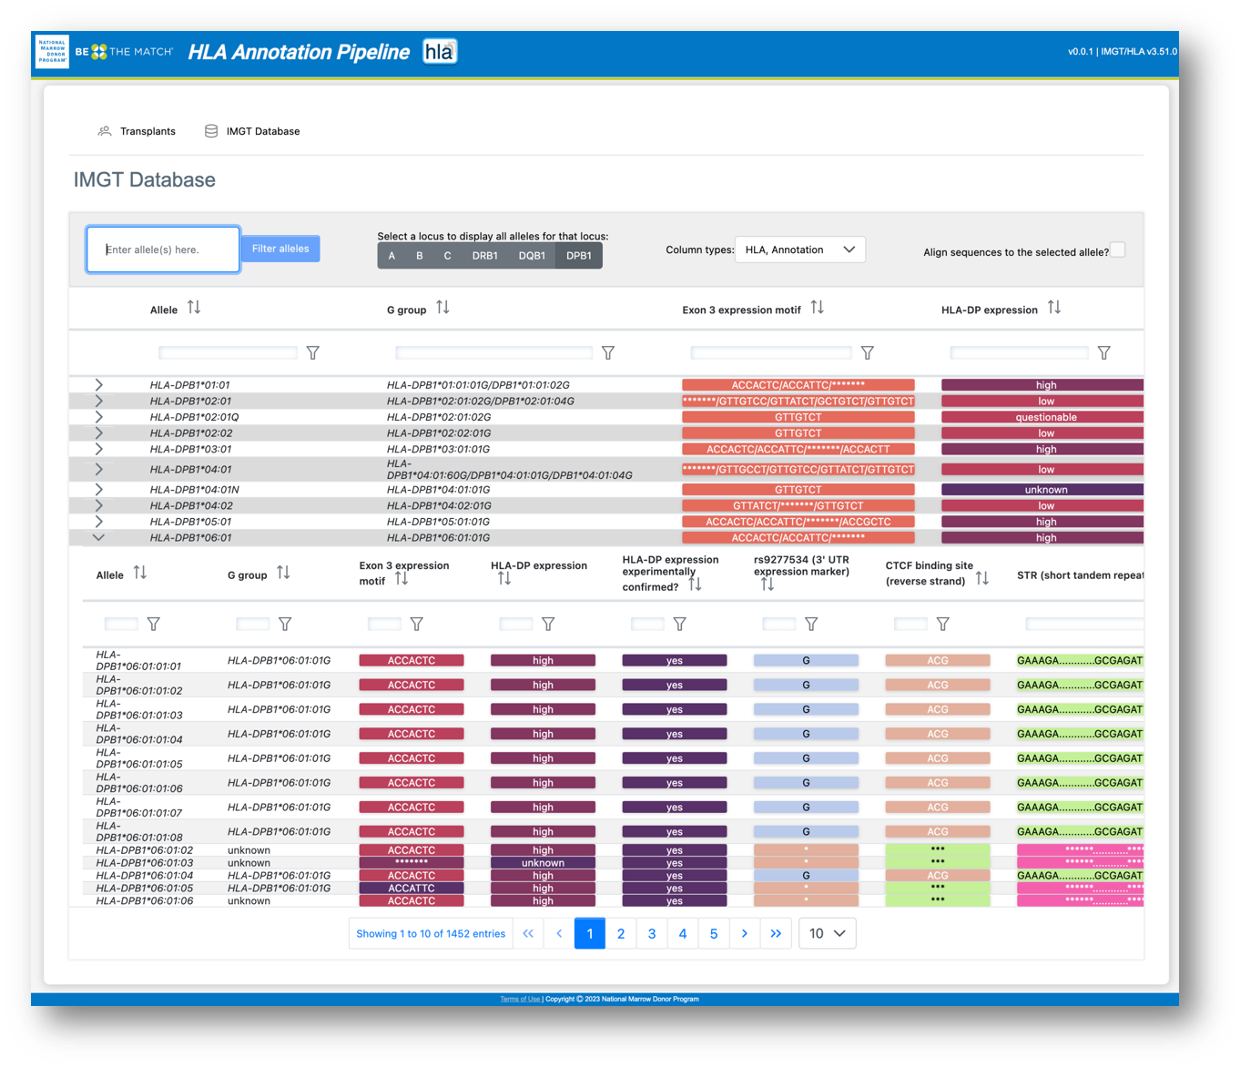 NATIONAL
MARROW
DONOR
PROGRAM®
BE THE MATCH®
HLA Annotation Pipeline
hla
v0.0.1 | IMGT/HLA v3.51.0
Transplants IMGT Database
IMGT Database
Enter allele(s) here. Filter alleles
Select a locus to display all alleles for that locus:
A B C DRB1 DQB1 DPB1
Column types: HLA, Annotation
Align sequences to the selected allele?
Allele G group Exon 3 expression motif HLA-DP expression
HLA-DPB1*01:01 HLA-DPB1*01:01:01G/DPB1*01:01:02G ACCACTC/ACCATTC/******* high
HLA-DPB1*02:01 HLA-DPB1*02:01:02G/DPB1*02:01:04G *******/GTTGTCC/GTTATCT/GCTGTCT/GTTGTCT low
HLA-DPB1*02:01Q HLA-DPB1*02:01:02G GTTGTCT questionable
HLA-DPB1*02:02 HLA-DPB1*02:02:01G GTTGTCT low
HLA-DPB1*03:01 HLA-DPB1*03:01:01G ACCACTC/ACCATTC/*******/ACCACTT high
HLA-DPB1*04:01 HLA-
DPB1*04:01:60G/DPB1*04:01:01G/DPB1*04:01:04G *******/GTTGCCT/GTTGTCC/GTTATCT/GTTGTCT low
HLA-DPB1*04:01N HLA-DPB1*04:01:01G GTTGTCT unknown
HLA-DPB1*04:02 HLA-DPB1*04:02:01G GTTATCT/*******/GTTGTCT low
HLA-DPB1*05:01 HLA-DPB1*05:01:01G ACCACTC/ACCATTC/*******/ACCGCTC high
HLA-DPB1*06:01 HLA-DPB1*06:01:01G ACCACTC/ACCATTC/******* high
Allele
G group
Exon 3 expression
motif
HLA-DP expression
HLA-DP expression
experimentally
confirmed?
rs9277534 (3' UTR
expression marker)
CTCF binding site
(reverse strand)
STR (short tandem repeat
HLA-
DPB1*06:01:01:01 HLA-DPB1*06:01:01G ACCACTC high yes G ACG GAAAGA............GCGAGAT
HLA-
DPB1*06:01:01:02 HLA-DPB1*06:01:01G ACCACTC high yes G ACG GAAAGA............GCGAGAT
HLA-
DPB1*06:01:01:03 HLA-DPB1*06:01:01G ACCACTC high yes G ACG GAAAGA............GCGAGAT
HLA-
DPB1*06:01:01:04 HLA-DPB1*06:01:01G ACCACTC high yes G ACG GAAAGA............GCGAGAT
HLA-
DPB1*06:01:01:05 HLA-DPB1*06:01:01G ACCACTC high yes G ACG GAAAGA............GCGAGAT
HLA-
DPB1*06:01:01:06 HLA-DPB1*06:01:01G ACCACTC high yes G ACG GAAAGA............GCGAGAT
HLA-
DPB1*06:01:01:07 HLA-DPB1*06:01:01G ACCACTC high yes G ACG GAAAGA............GCGAGAT
HLA-
DPB1*06:01:01:08 HLA-DPB1*06:01:01G ACCACTC high yes G ACG GAAAGA............GCGAGAT
HLA-DPB1*06:01:02 unknown ACCACTC high yes * *** ******............****
HLA-DPB1*06:01:03 unknown ******* unknown yes * *** ******............****
HLA-DPB1*06:01:04 HLA-DPB1*06:01:01G ACCACTC high yes G ACG GAAAGA............GCGAGAT
HLA-DPB1*06:01:05 HLA-DPB1*06:01:01G ACCATTC high yes * *** ******............****
HLA-DPB1*06:01:06 unknown ACCACTC high yes * *** ******............****
Showing 1 to 10 of 1452 entries « ‹ 1 2 3 4 5 › » 10
Terms of Use | Copyright © 2023 National Marrow Donor Program